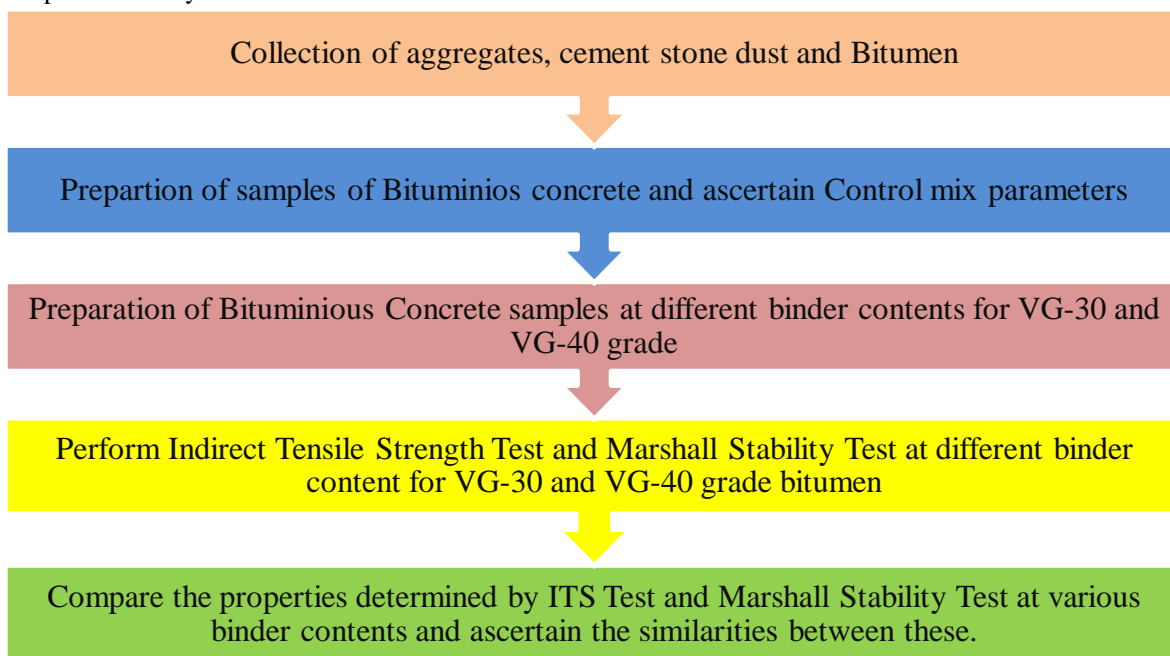 Collection of aggregates, cement stone dust and Bitumen
Prepartion of samples of Bituminios concrete and ascertain Control mix parameters
Preparation of Bituminious Concrete samples at different binder contents for VG-30 and
VG-40 grade
Perform Indirect Tensile Strength Test and Marshall Stability Test at different binder
content for VG-30 and VG-40 grade bitumen
Compare the properties determined by ITS Test and Marshall Stability Test at various
binder contents and ascertain the similarities between these.